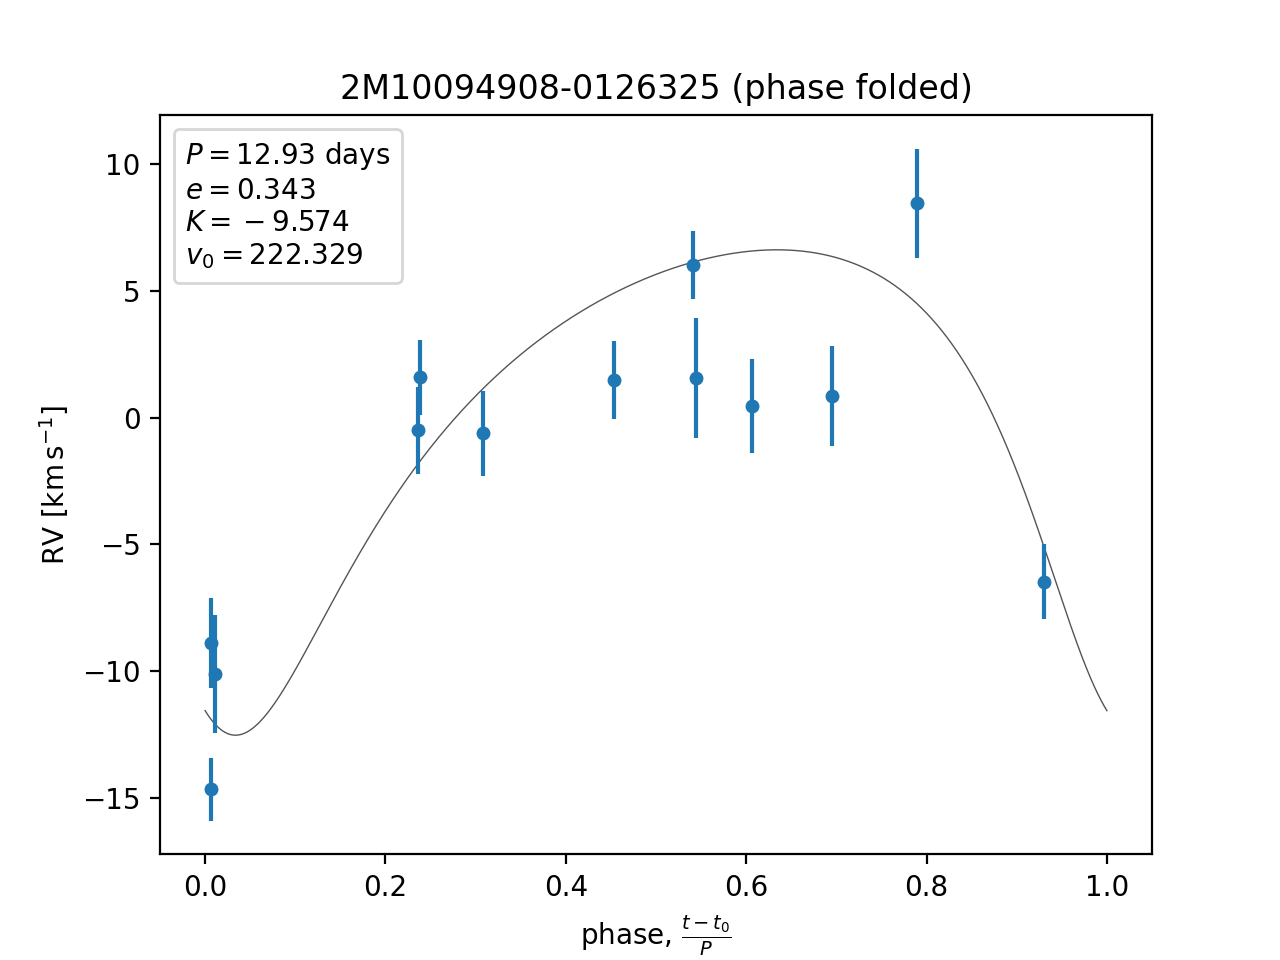 2M10094908-0126325 (phase folded)
P = 12.93 days
e = 0.343
K = −9.574
v₀ = 222.329
10
5
0
−5
−10
−15
RV [km s⁻¹]
0.0 0.2 0.4 0.6 0.8 1.0
phase, (t − t₀)/P